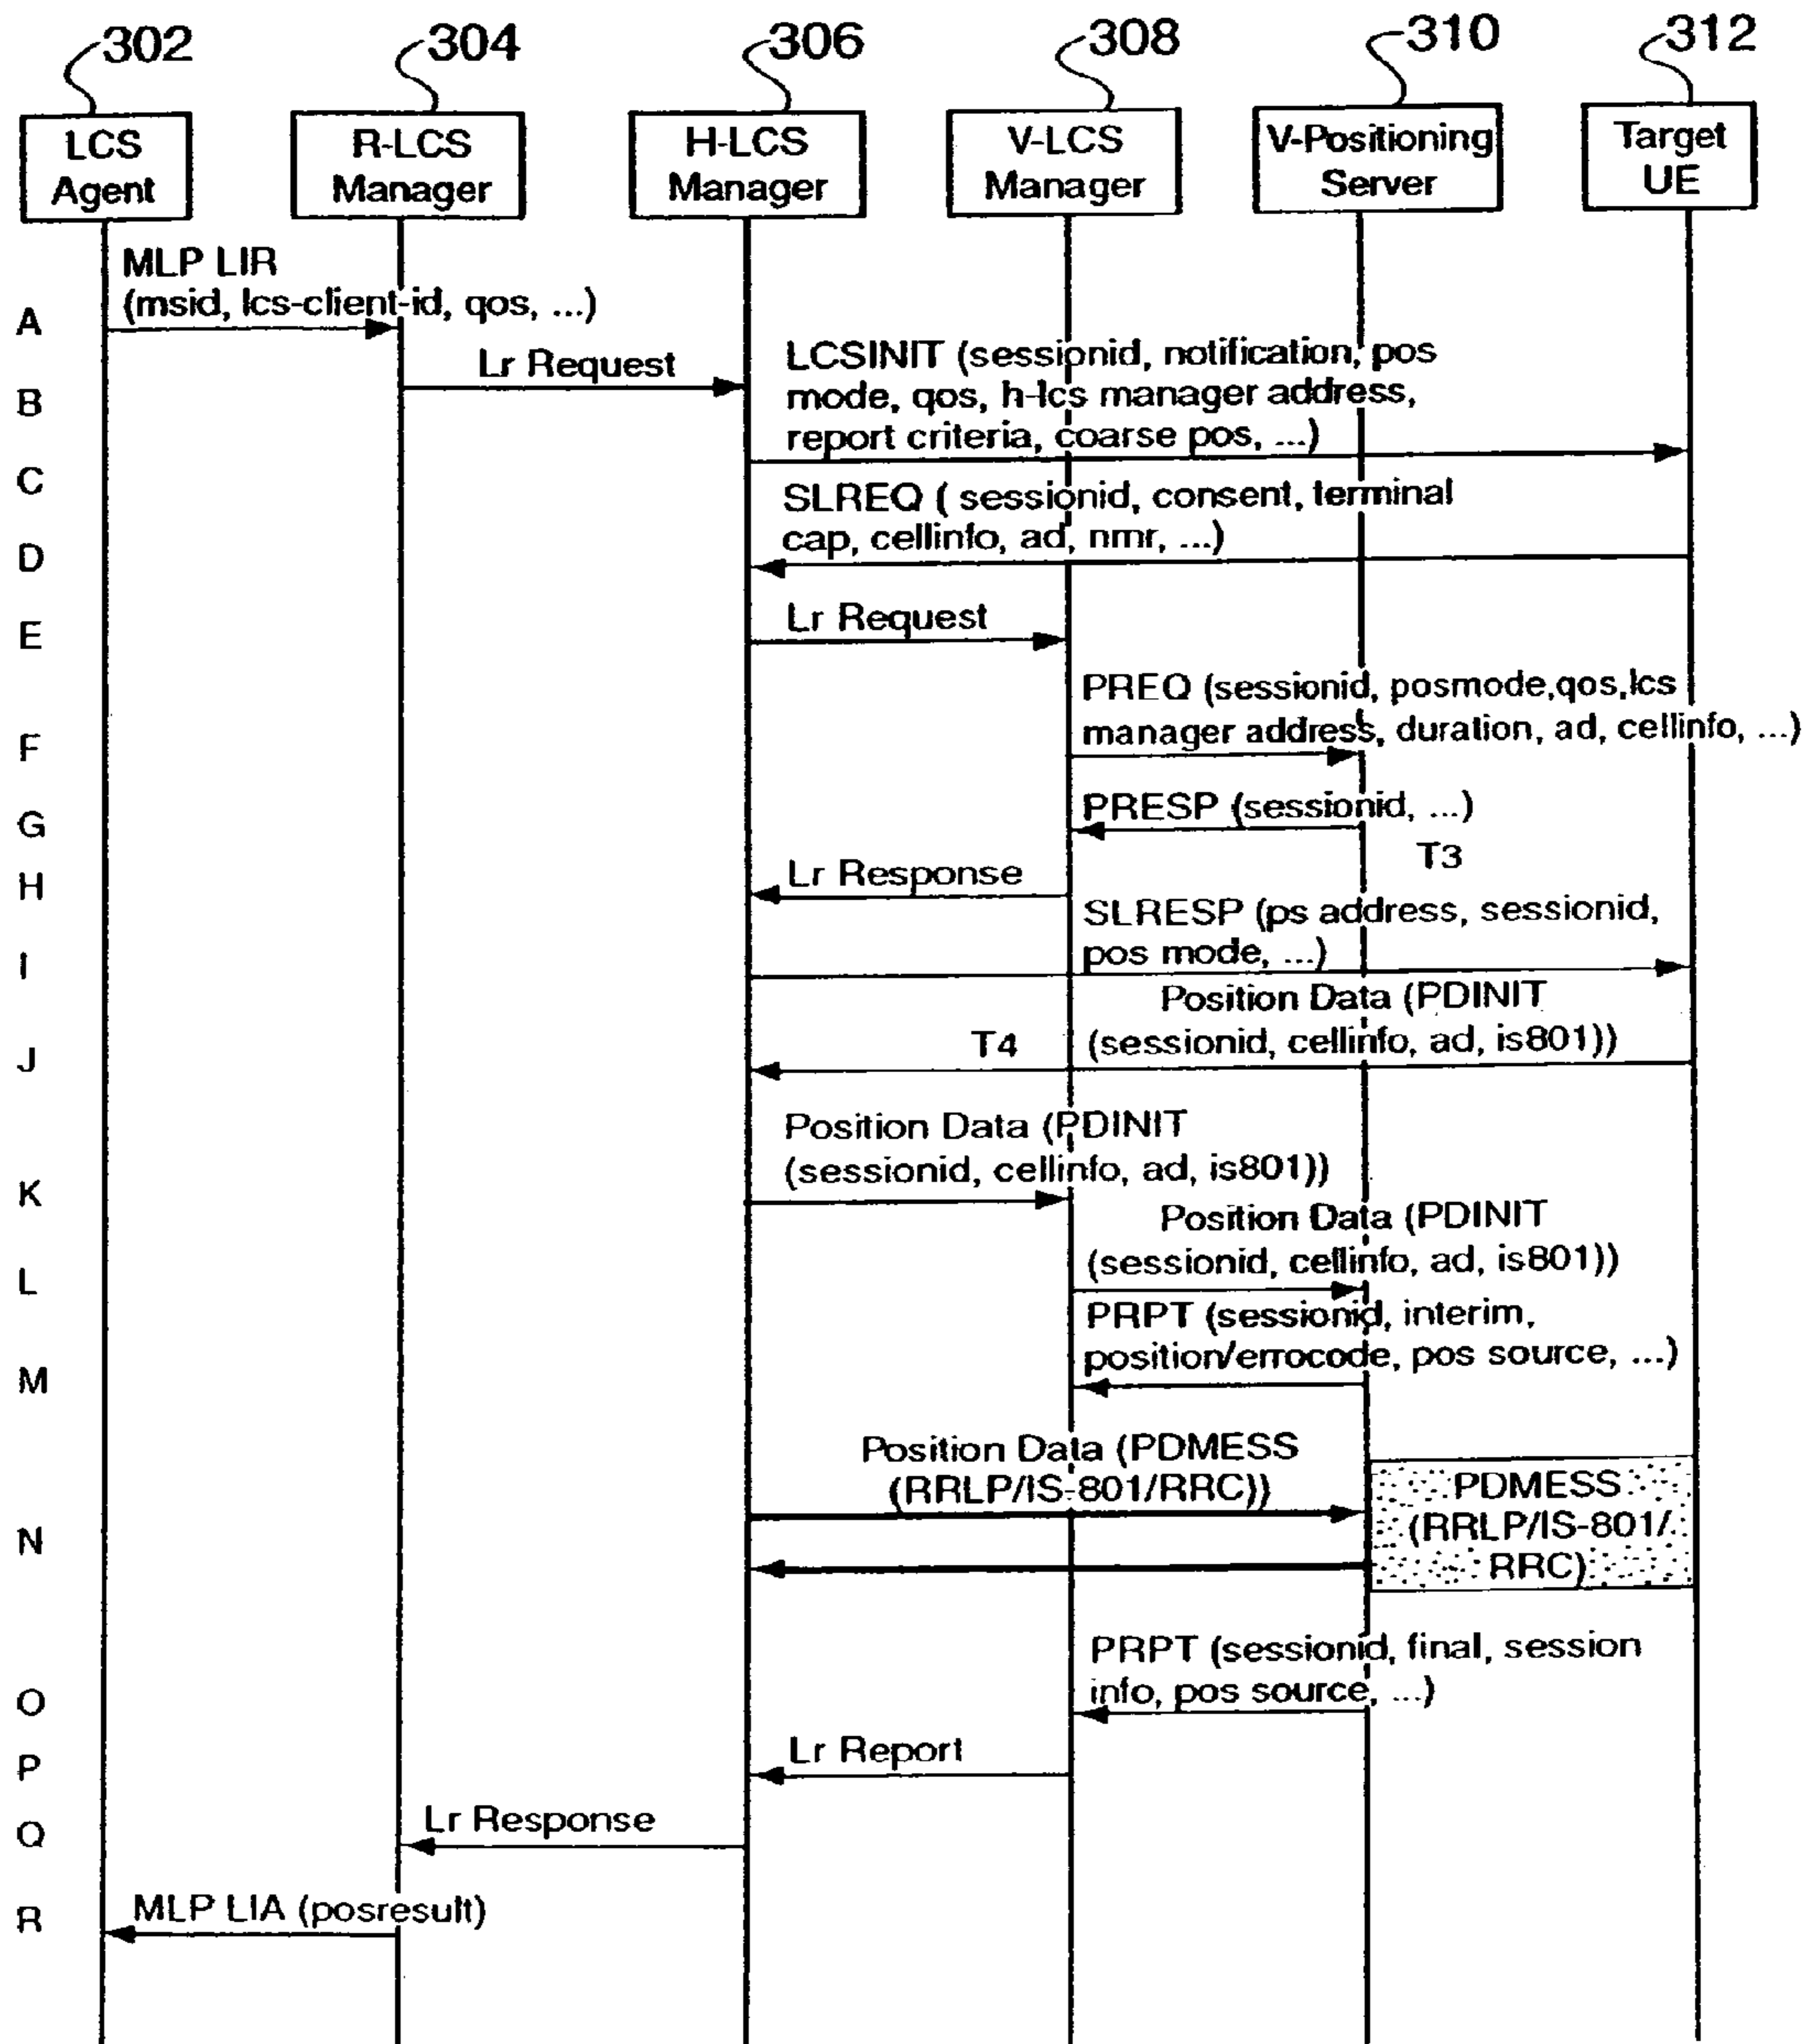 302
304
306
308
310
312
LCS
Agent
R-LCS
Manager
H-LCS
Manager
V-LCS
Manager
V-Positioning
Server
Target
UE
MLP LIR
(msid, lcs-client-id, qos, ...)
A
Lr Request
B
LCSINIT (sessionid, notification, pos
mode, qos, h-lcs manager address,
report criteria, coarse pos, ...)
C
SLREQ ( sessionid, consent, terminal
cap, cellinfo, ad, nmr, ...)
D
Lr Request
E
PREQ (sessionid, posmode,qos,lcs
manager address, duration, ad, cellinfo, ...)
F
PRESP (sessionid, ...)
G
T3
Lr Response
H
SLRESP (ps address, sessionid,
pos mode, ...)
I
Position Data (PDINIT
(sessionid, cellinfo, ad, is801))
T4
J
Position Data (PDINIT
(sessionid, cellinfo, ad, is801))
K
Position Data (PDINIT
(sessionid, cellinfo, ad, is801))
L
PRPT (sessionid, interim,
position/errocode, pos source, ...)
M
Position Data (PDMESS
(RRLP/IS-801/RRC))
PDMESS
(RRLP/IS-801/
RRC)
N
PRPT (sessionid, final, session
info, pos source, ...)
O
Lr Report
P
Lr Response
Q
MLP LIA (posresult)
R